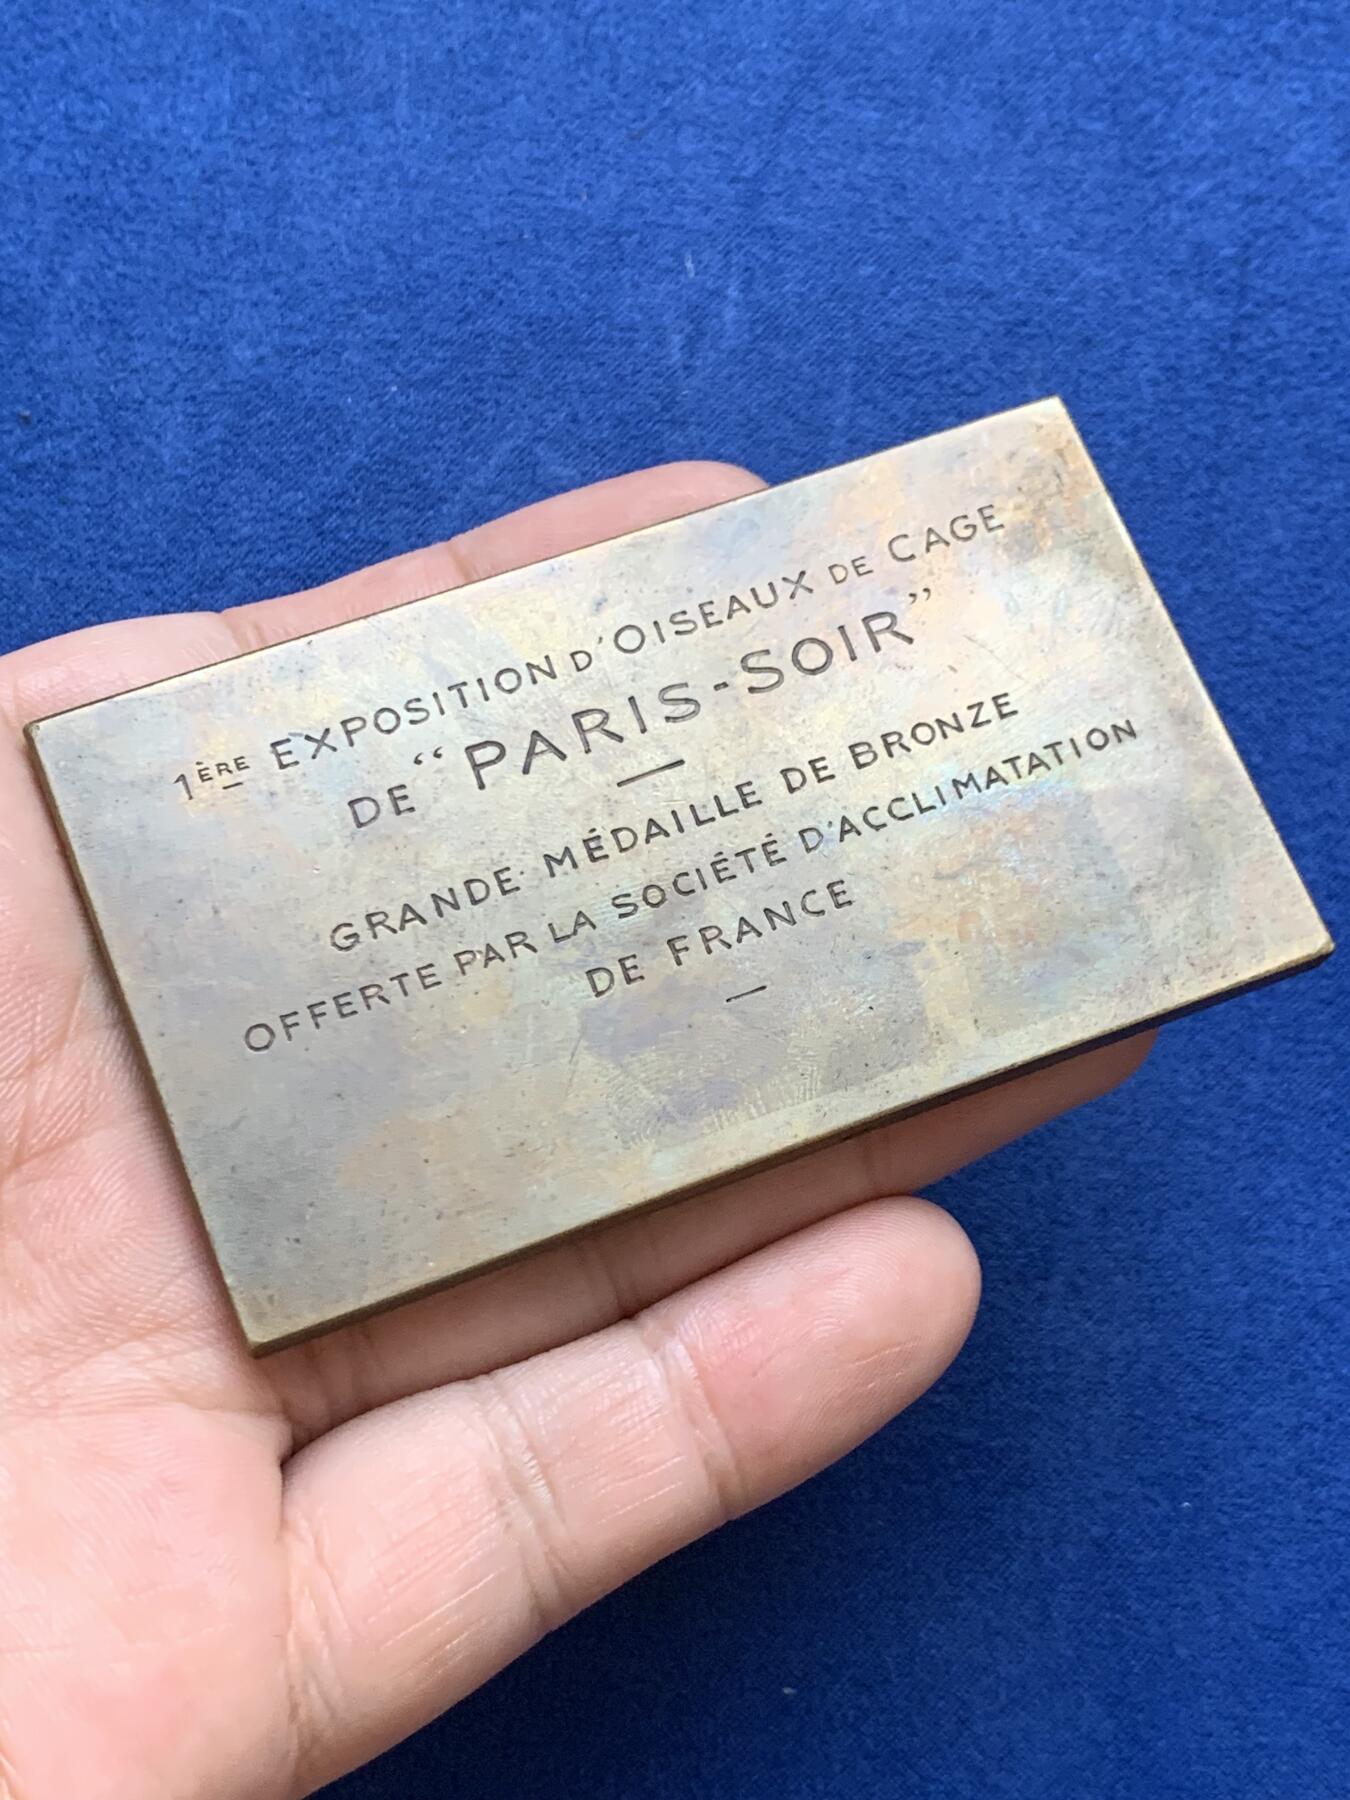 1ÈRE EXPOSITION D'OISEAUX DE CAGE
DE "PARIS-SOIR"
GRANDE MÉDAILLE DE BRONZE
OFFERTE PAR LA SOCIÉTÉ D'ACCLIMATATION
DE FRANCE